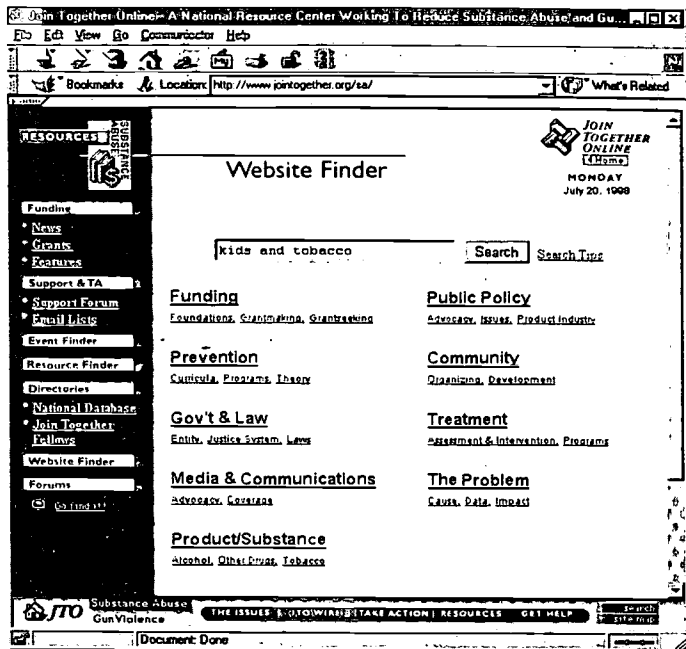 Join Together Online - A National Resource Center Working To Reduce Substance Abuse and Gu...
File Edit View Go Communicator Help
Bookmarks Location: http://www.jointogether.org/sa/ What's Related
RESOURCES
SUBSTANCE ABUSE
JOIN TOGETHER ONLINE
Home
MONDAY
July 20, 1998
Website Finder
kids and tobacco Search Search Tips
Funding
News
Grants
Features
Support & TA
Support Forum
Email Lists
Event Finder
Resource Finder
Directories
National Database
Join Together Fellows
Website Finder
Forums
Go find it!
Funding
Foundations, Grantmaking, Grantseeking
Public Policy
Advocacy, Issues, Product Industry
Prevention
Curricula, Programs, Theory
Community
Organizing, Development
Gov't & Law
Entity, Justice System, Laws
Treatment
Assessment & Intervention, Programs
Media & Communications
Advocacy, Coverage
The Problem
Cause, Data, Impact
Product/Substance
Alcohol, Other Drugs, Tobacco
JTO Substance Abuse
Gun Violence
THE ISSUES | JTO WIRE | TAKE ACTION | RESOURCES GET HELP
search
site map
Document: Done